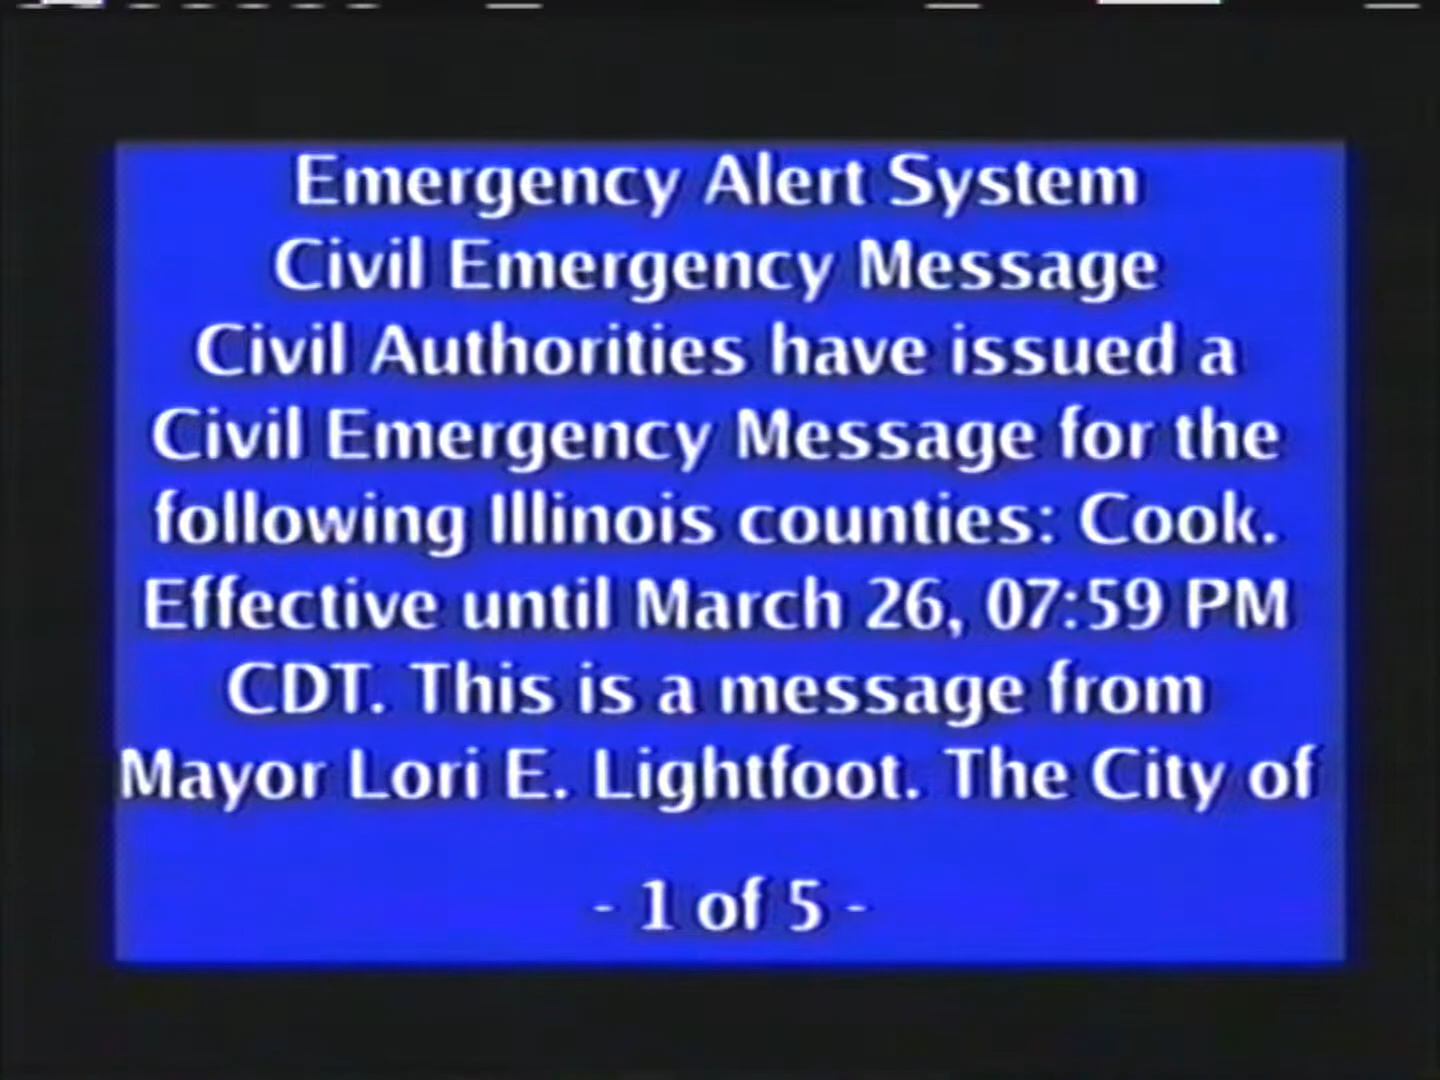 Emergency Alert System
Civil Emergency Message
Civil Authorities have issued a
Civil Emergency Message for the
following Illinois counties: Cook.
Effective until March 26, 07:59 PM
CDT. This is a message from
Mayor Lori E. Lightfoot. The City of
- 1 of 5 -